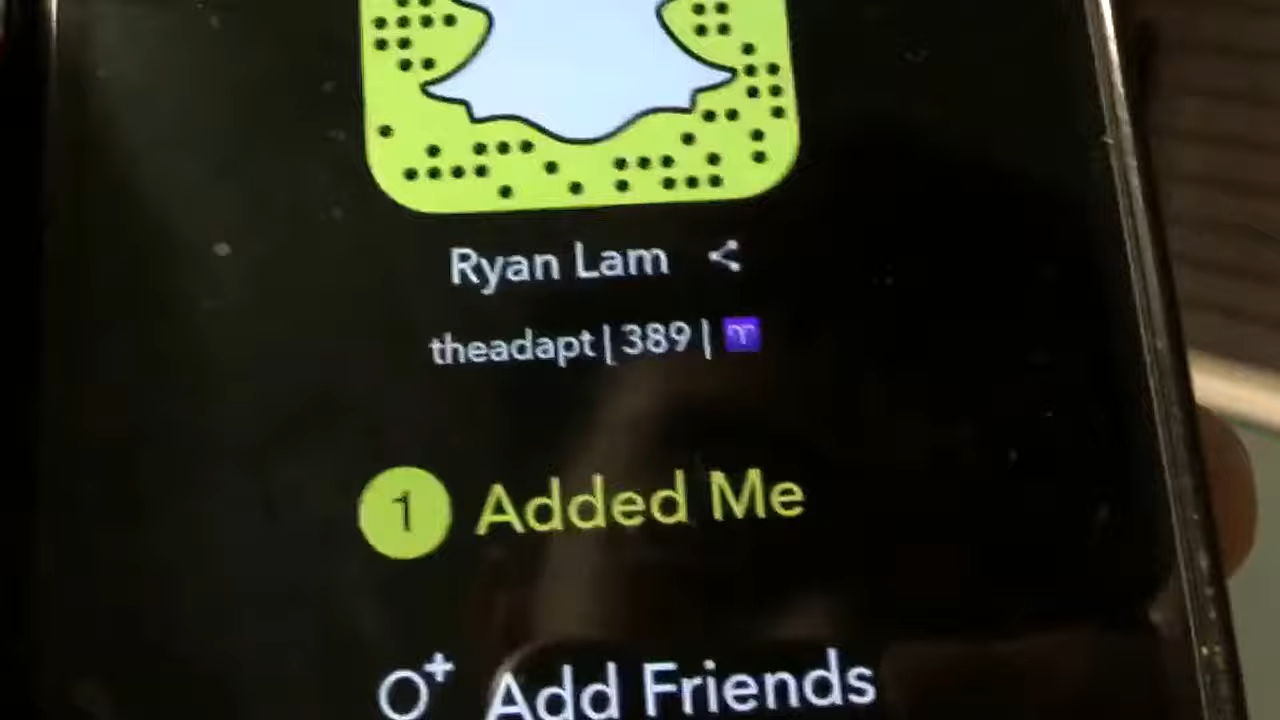 Ryan Lam
theadapt | 389 | ♈
1 Added Me
Add Friends